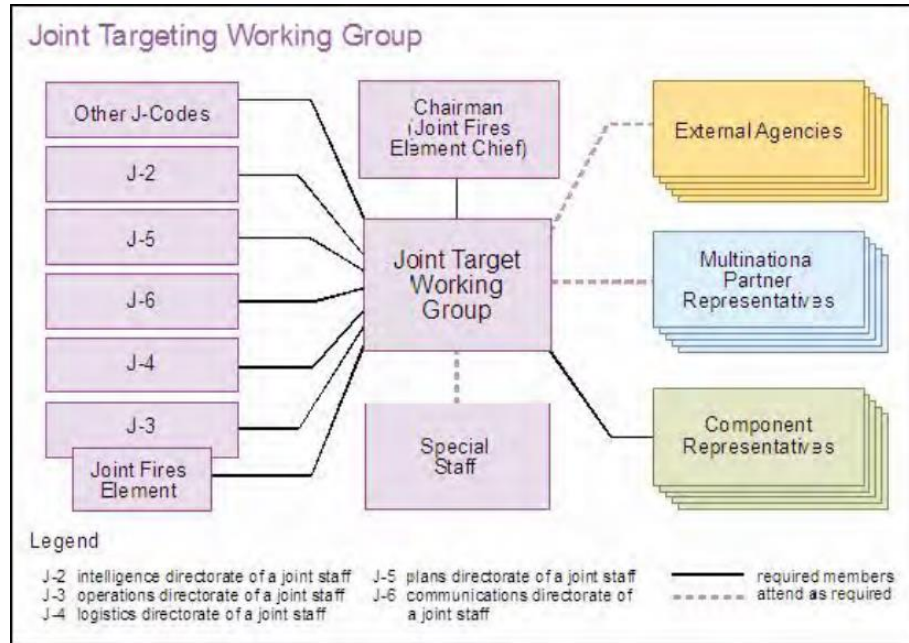 Joint Targeting Working Group
Other J-Codes
J-2
J-5
J-6
J-4
J-3
Joint Fires
Element
Chairman
(Joint Fires
Element Chief)
Joint Target
Working
Group
Special
Staff
External Agencies
Multinationa
Partner
Representatives
Component
Representatives
Legend
J-2 intelligence directorate of a joint staff
J-3 operations directorate of a joint staff
J-4 logistics directorate of a joint staff
J-5 plans directorate of a joint staff
J-6 communications directorate of
a joint staff
required members
attend as required